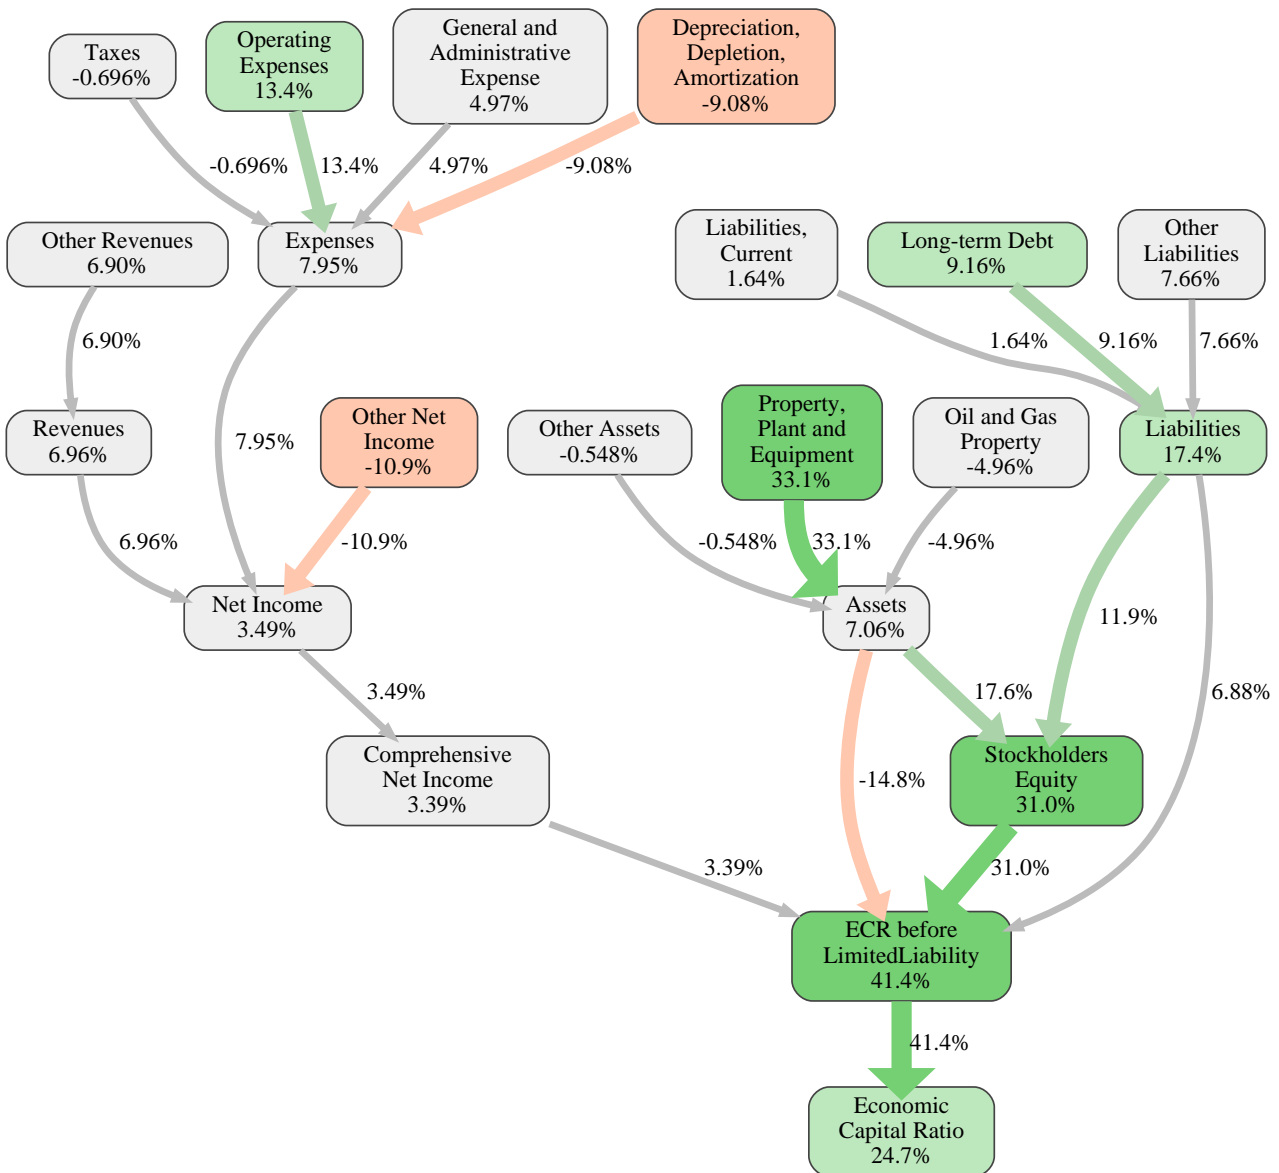 Taxes
-0.696%
Operating
Expenses
13.4%
General and
Administrative
Expense
4.97%
Depreciation,
Depletion,
Amortization
-9.08%
-0.696%
13.4%
4.97%
-9.08%
Other Revenues
6.90%
Expenses
7.95%
Liabilities,
Current
1.64%
Long-term Debt
9.16%
Other
Liabilities
7.66%
6.90%
1.64%
9.16%
7.66%
Revenues
6.96%
7.95%
Other Net
Income
-10.9%
Other Assets
-0.548%
Property,
Plant and
Equipment
33.1%
Oil and Gas
Property
-4.96%
Liabilities
17.4%
6.96%
-10.9%
-0.548%
33.1%
-4.96%
Net Income
3.49%
Assets
7.06%
11.9%
3.49%
17.6%
6.88%
Comprehensive
Net Income
3.39%
-14.8%
Stockholders
Equity
31.0%
3.39%
31.0%
ECR before
LimitedLiability
41.4%
41.4%
Economic
Capital Ratio
24.7%